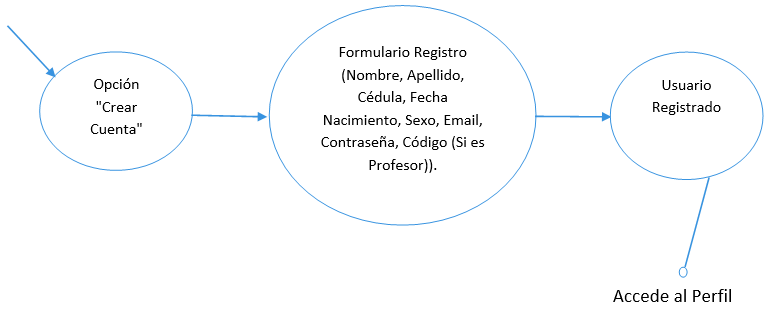 Opción
"Crear
Cuenta"
Formulario Registro
(Nombre, Apellido,
Cédula, Fecha
Nacimiento, Sexo, Email,
Contraseña, Código (Si es
Profesor)).
Usuario
Registrado
Accede al Perfil